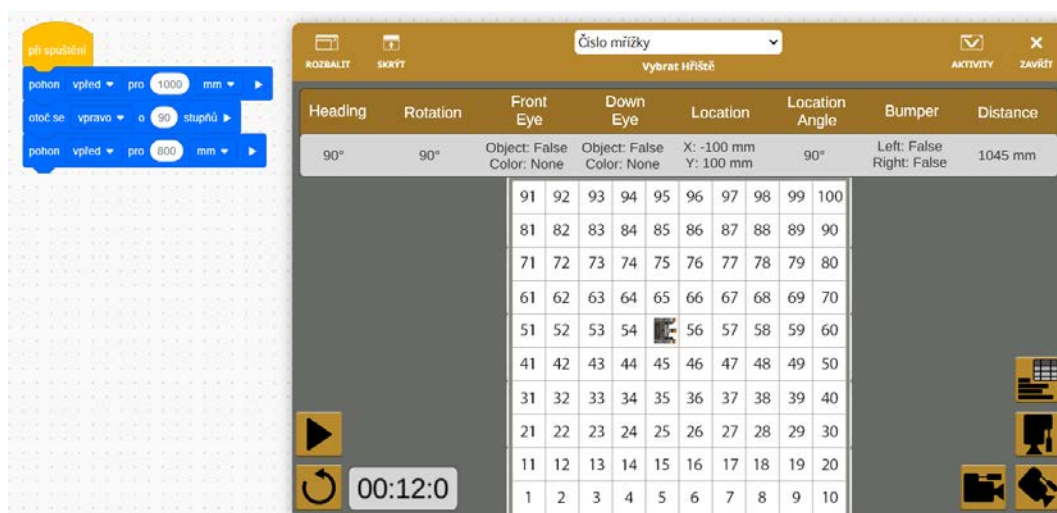 při spuštění
pohon vpřed pro 1000 mm
otoč se vpravo o 90 stupňů
pohon vpřed pro 800 mm
ROZBALIT
SKRÝT
Číslo mřížky
Vybrat Hřiště
AKTIVITY
ZAVŘÍT
Heading Rotation Front Eye Down Eye Location Location Angle Bumper Distance
90° 90° Object: False Color: None Object: False Color: None X: -100 mm Y: 100 mm 90° Left: False Right: False 1045 mm
91 92 93 94 95 96 97 98 99 100
81 82 83 84 85 86 87 88 89 90
71 72 73 74 75 76 77 78 79 80
61 62 63 64 65 66 67 68 69 70
51 52 53 54 56 57 58 59 60
41 42 43 44 45 46 47 48 49 50
31 32 33 34 35 36 37 38 39 40
21 22 23 24 25 26 27 28 29 30
11 12 13 14 15 16 17 18 19 20
1 2 3 4 5 6 7 8 9 10
00:12:0